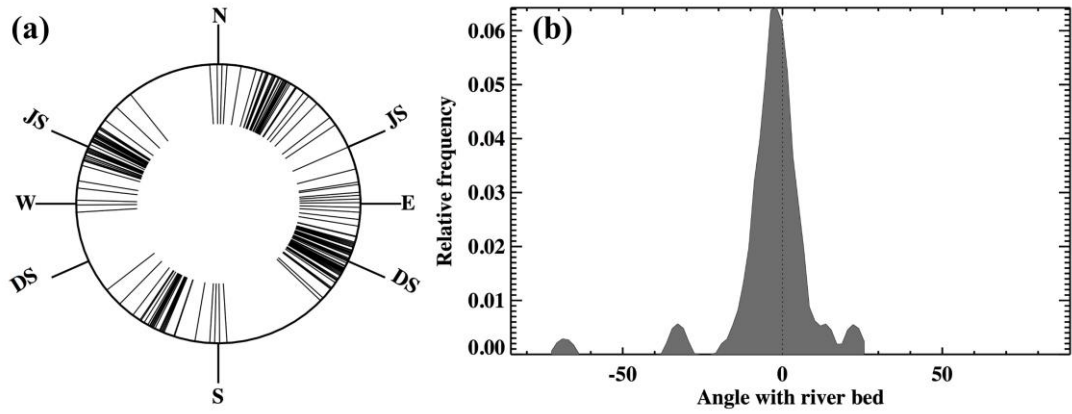 (a)
N
JS
JS
W
E
DS
DS
S
(b)
Relative frequency
0.06
0.05
0.04
0.03
0.02
0.01
0.00
-50
0
50
Angle with river bed